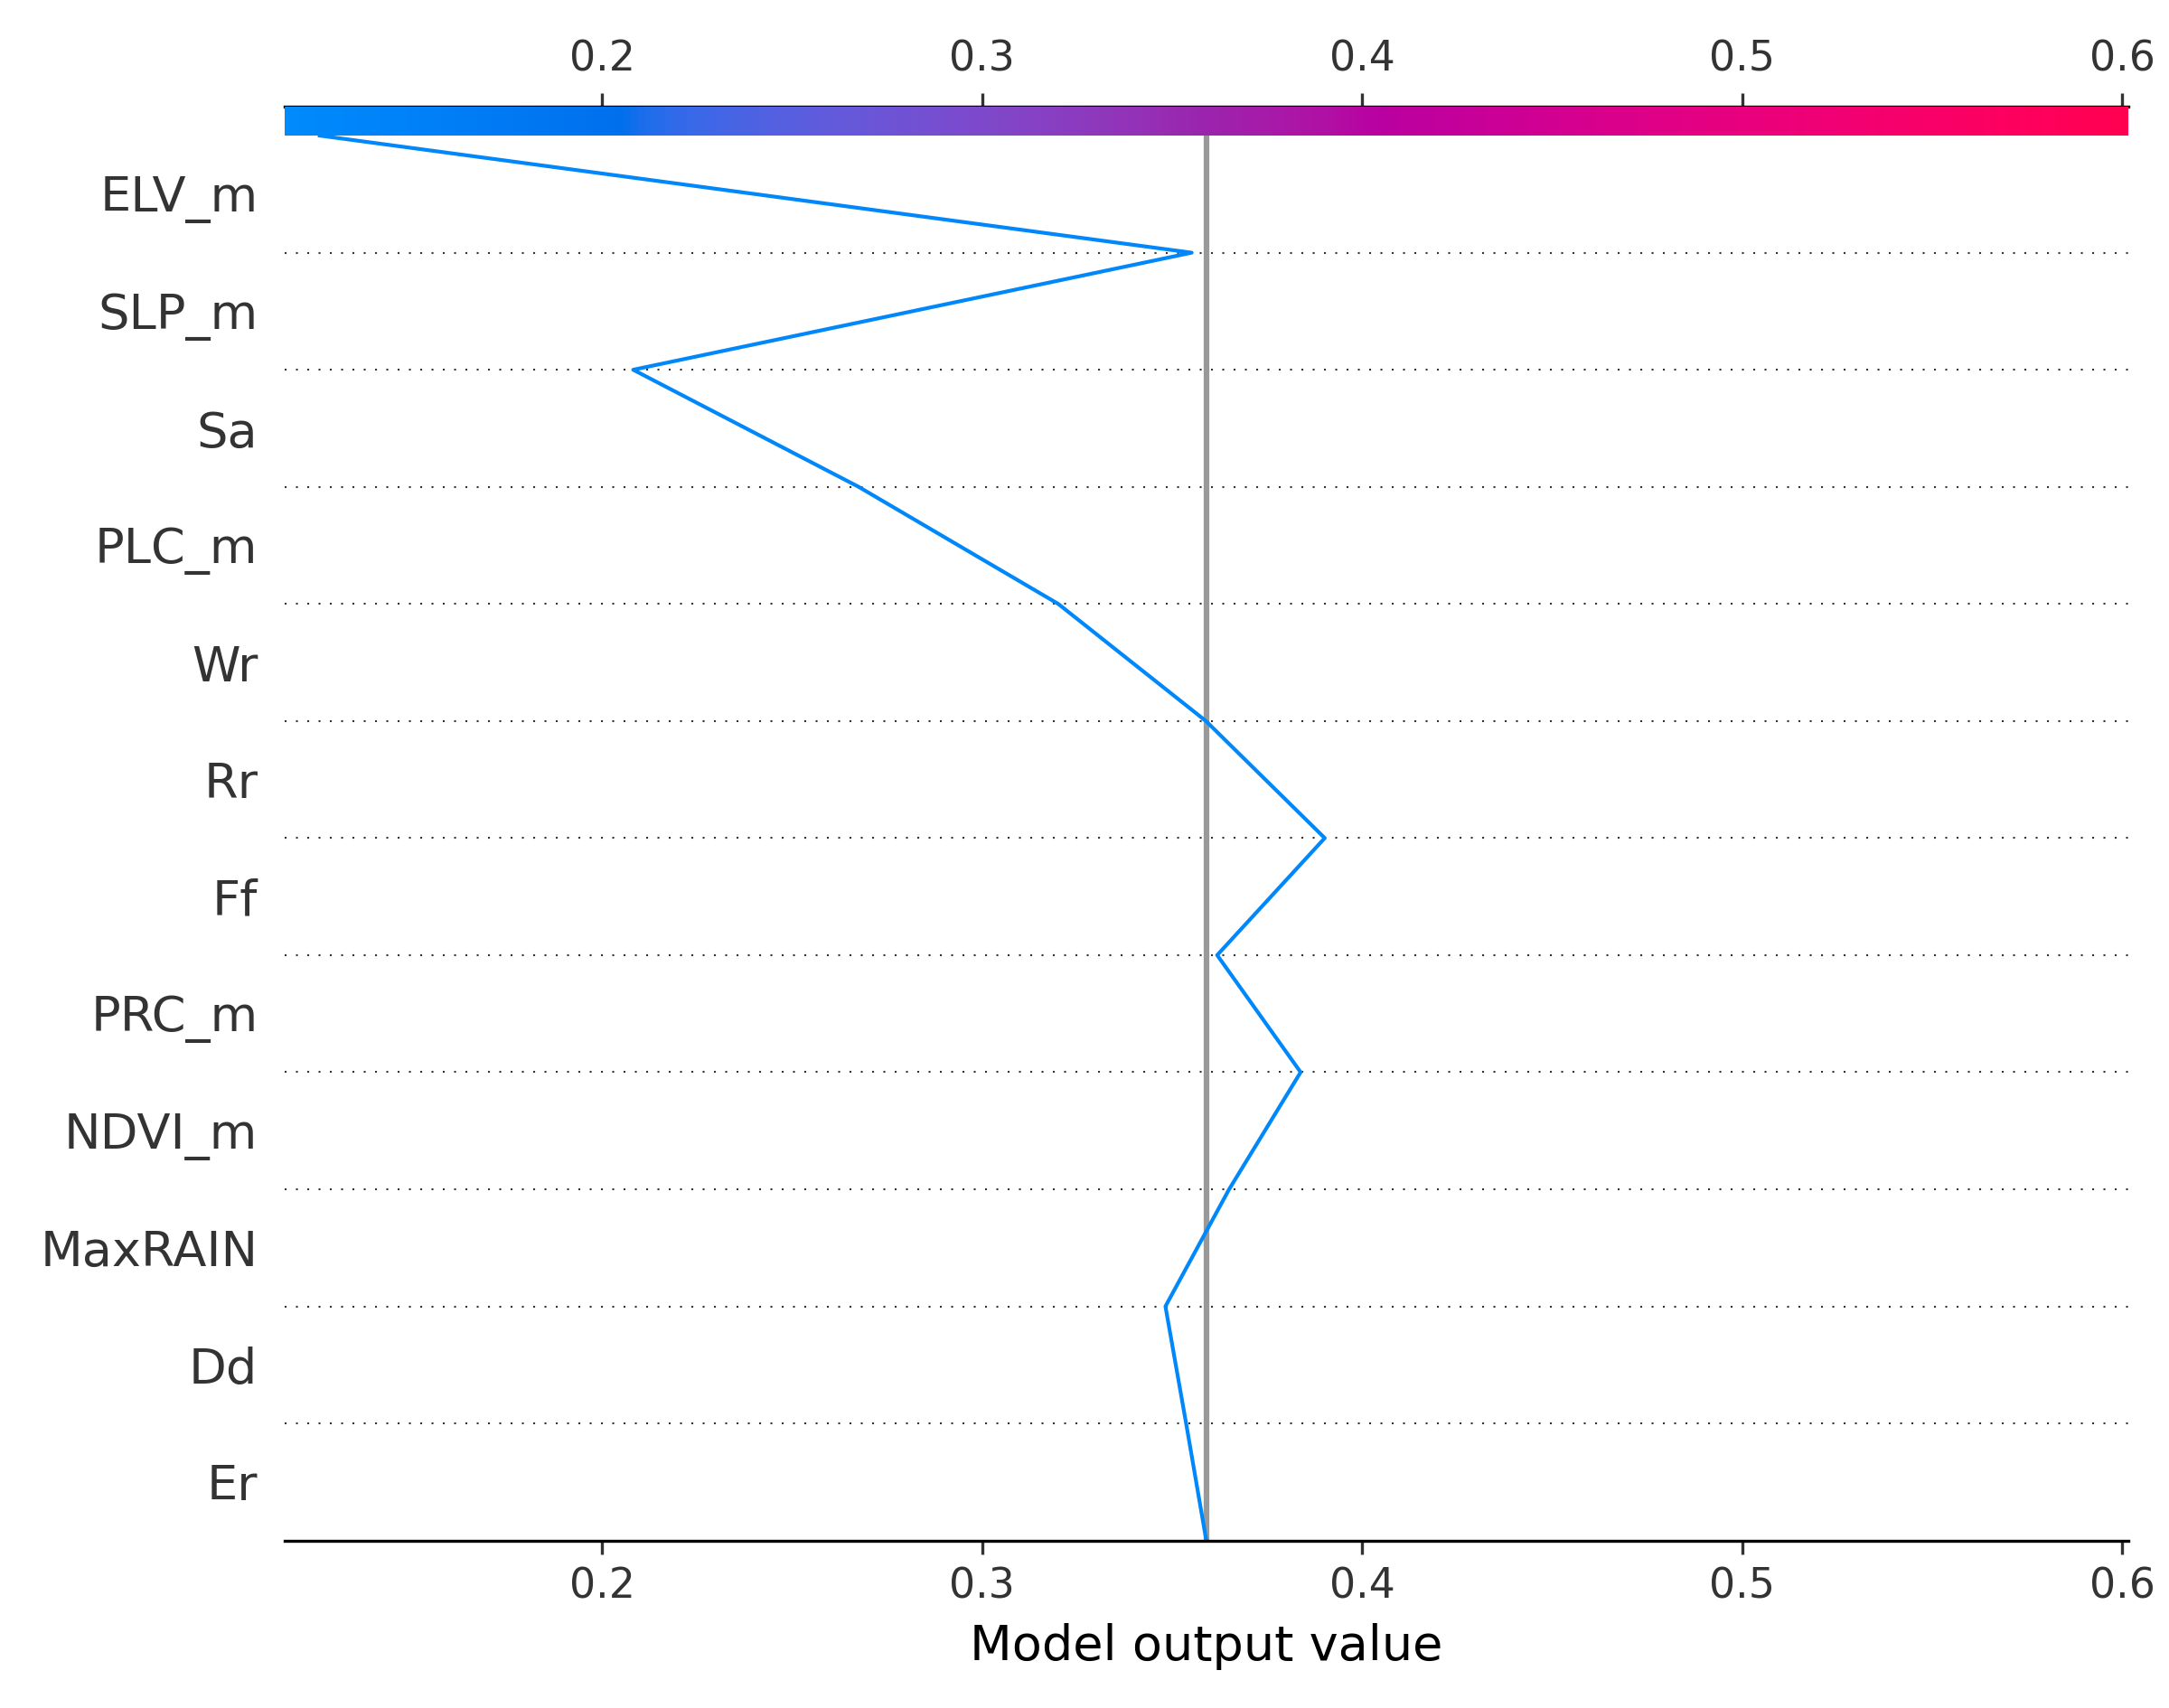 0.2 0.3 0.4 0.5 0.6
ELV_m
SLP_m
Sa
PLC_m
Wr
Rr
Ff
PRC_m
NDVI_m
MaxRAIN
Dd
Er
0.2 0.3 0.4 0.5 0.6
Model output value